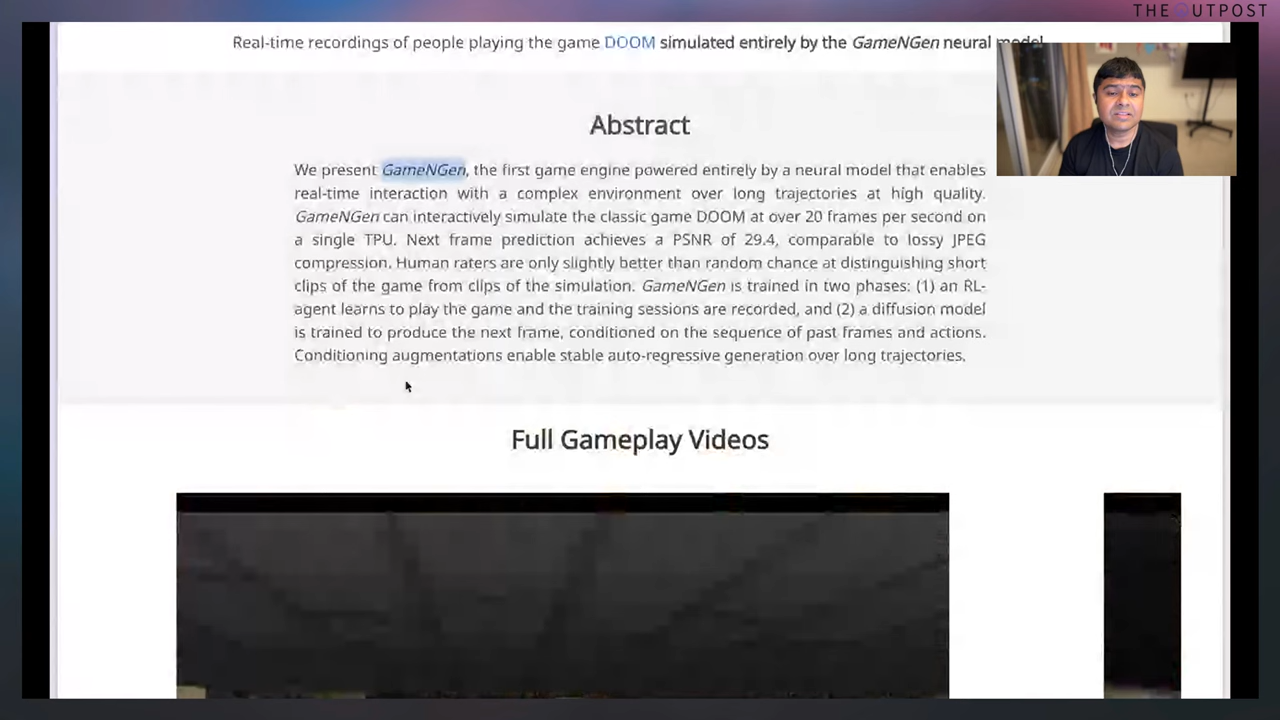 THE OUTPOST
Real-time recordings of people playing the game DOOM simulated entirely by the GameNGen neural model
Abstract
We present GameNGen, the first game engine powered entirely by a neural model that enables
real-time interaction with a complex environment over long trajectories at high quality.
GameNGen can interactively simulate the classic game DOOM at over 20 frames per second on
a single TPU. Next frame prediction achieves a PSNR of 29.4, comparable to lossy JPEG
compression. Human raters are only slightly better than random chance at distinguishing short
clips of the game from clips of the simulation. GameNGen is trained in two phases: (1) an RL-
agent learns to play the game and the training sessions are recorded, and (2) a diffusion model
is trained to produce the next frame, conditioned on the sequence of past frames and actions.
Conditioning augmentations enable stable auto-regressive generation over long trajectories.
Full Gameplay Videos